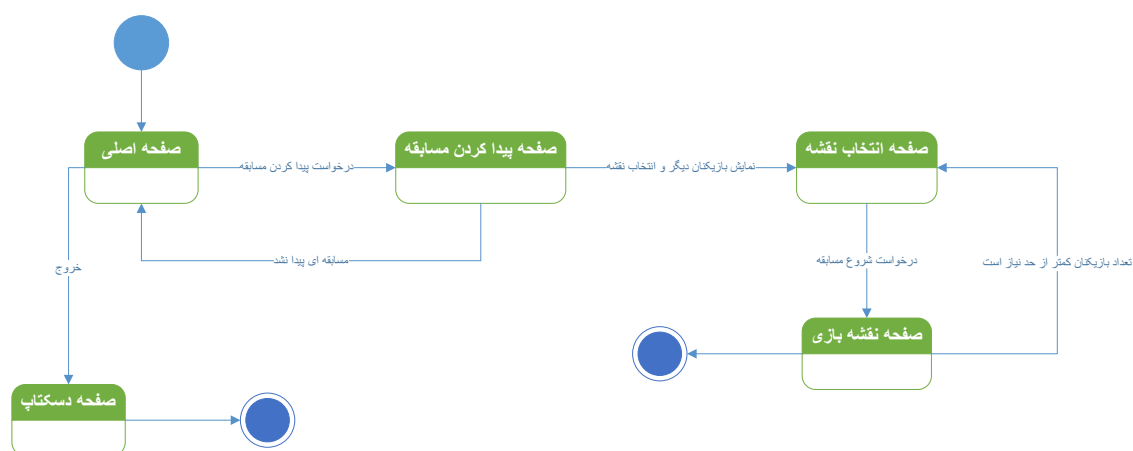 صفحه اصلی
درخواست پیدا کردن مسابقه
صفحه پیدا کردن مسابقه
نمایش بازیکنان دیگر و انتخاب نقشه
صفحه انتخاب نقشه
مسابقه ای پیدا نشد
خروج
درخواست شروع مسابقه
تعداد بازیکنان کمتر از حد نیاز است
صفحه نقشه بازی
صفحه دسکتاپ